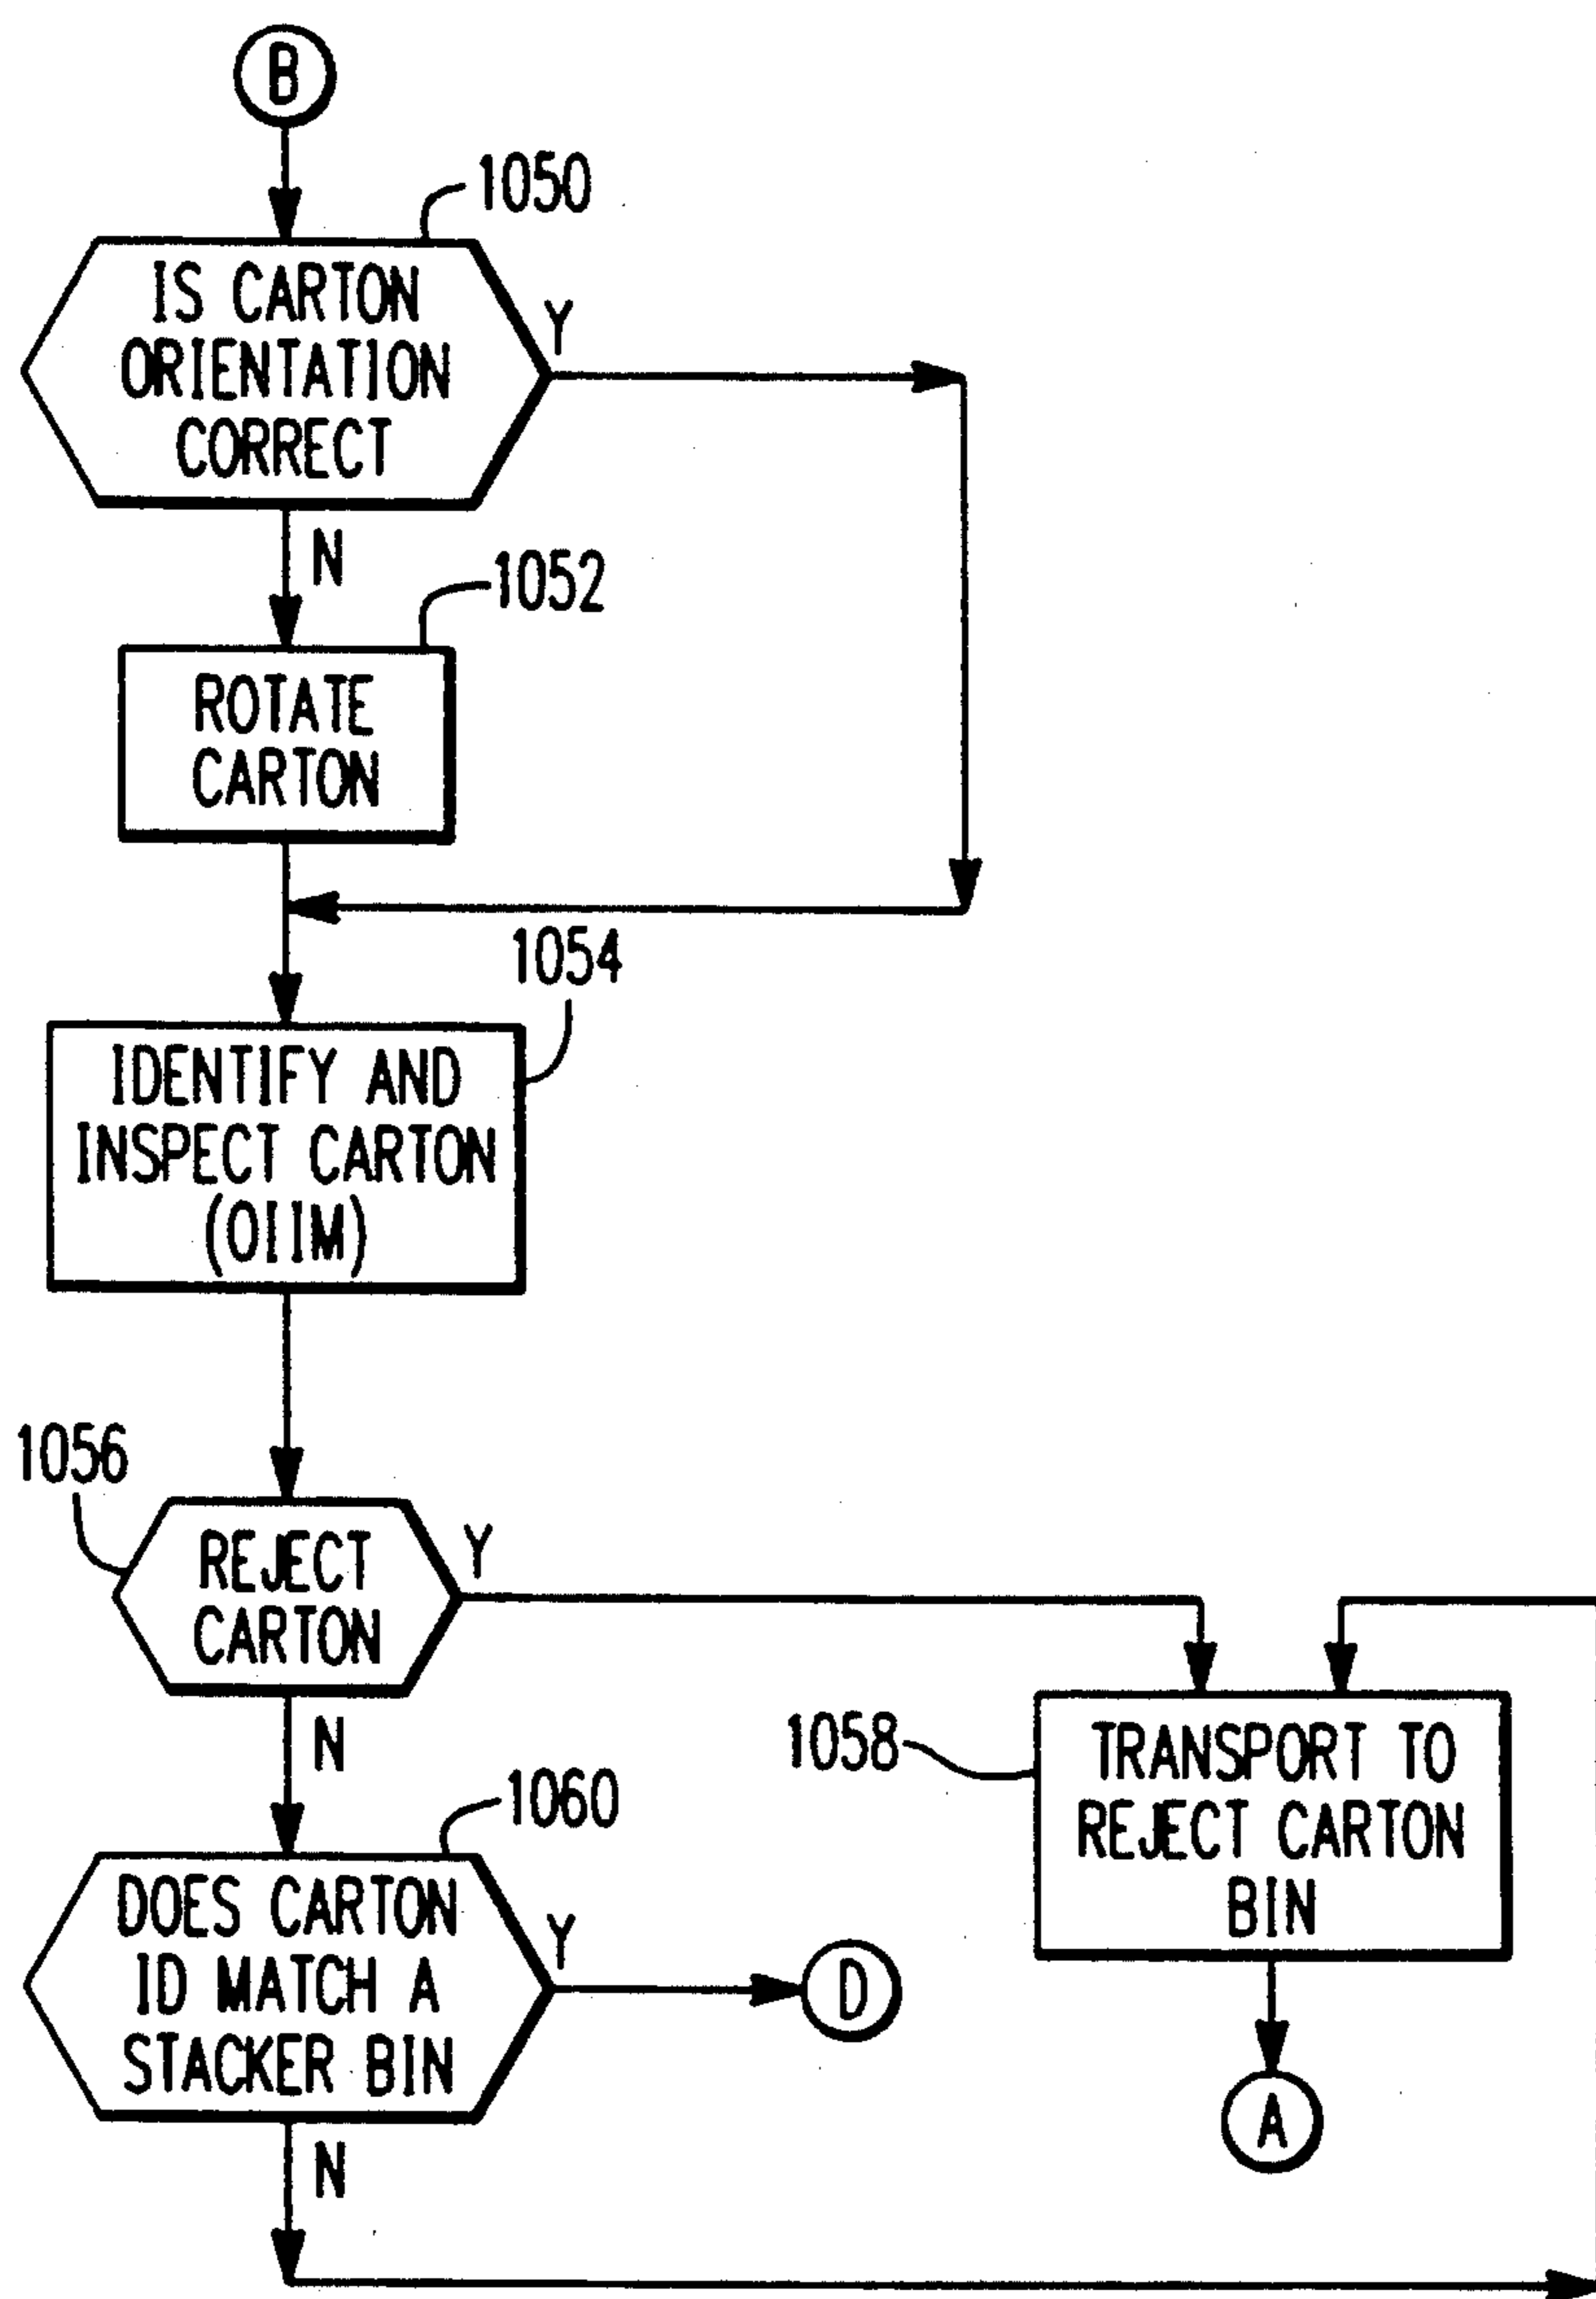 B
1050
IS CARTON
ORIENTATION
CORRECT
Y
N
1052
ROTATE
CARTON
1054
IDENTIFY AND
INSPECT CARTON
(OIIM)
1056
REJECT
CARTON
Y
N
1058
TRANSPORT TO
REJECT CARTON
BIN
1060
DOES CARTON
ID MATCH A
STACKER BIN
Y
D
A
N